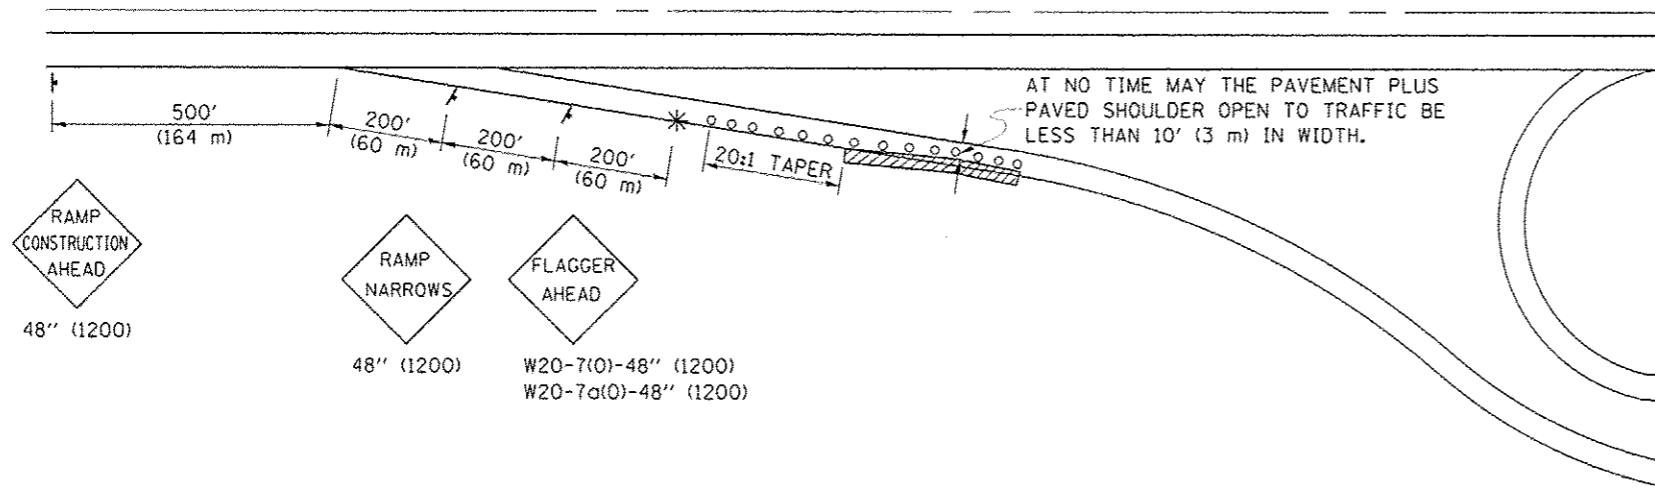 AT NO TIME MAY THE PAVEMENT PLUS
PAVED SHOULDER OPEN TO TRAFFIC BE
LESS THAN 10' (3 m) IN WIDTH.
500'
(164 m)
200'
(60 m)
200'
(60 m)
200'
(60 m)
20:1 TAPER
RAMP
CONSTRUCTION
AHEAD
48'' (1200)
RAMP
NARROWS
48'' (1200)
FLAGGER
AHEAD
W20-7(O)-48'' (1200)
W20-7a(O)-48'' (1200)